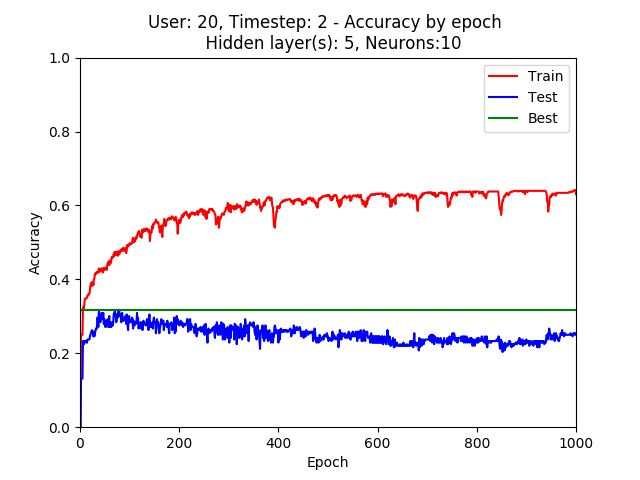 User: 20, Timestep: 2 - Accuracy by epoch
Hidden layer(s): 5, Neurons:10
1.0
0.8
0.6
0.4
0.2
0.0
Accuracy
Train
Test
Best
0
200
400
600
800
1000
Epoch